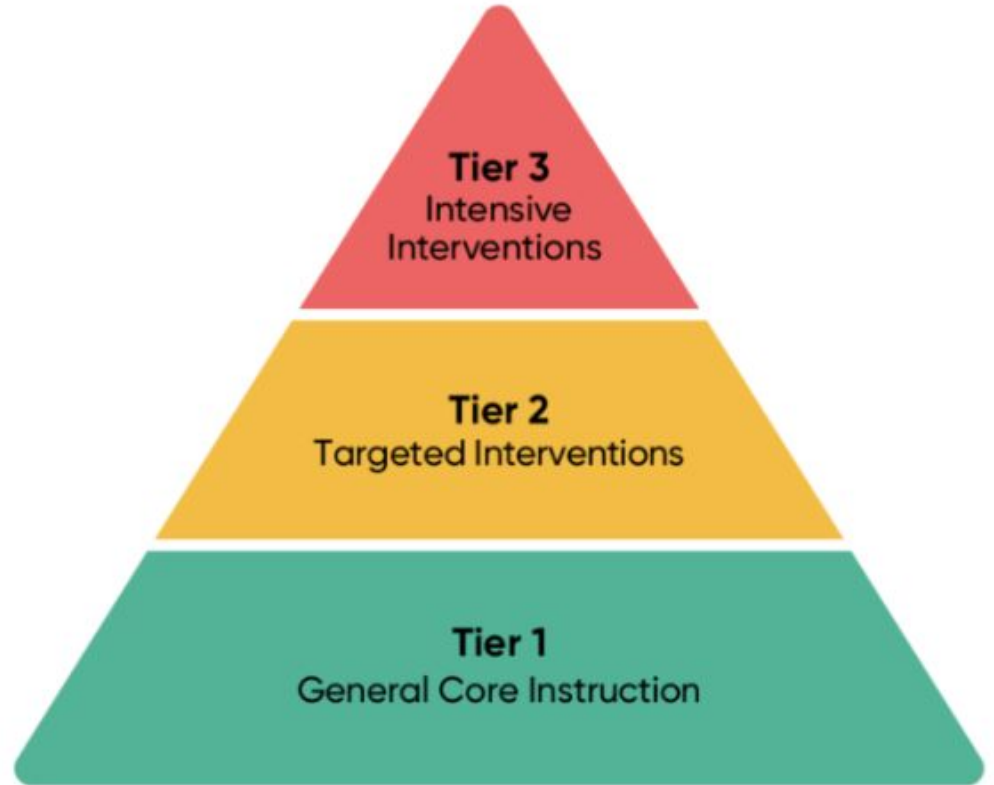 Tier 3
Intensive
Interventions
Tier 2
Targeted Interventions
Tier 1
General Core Instruction